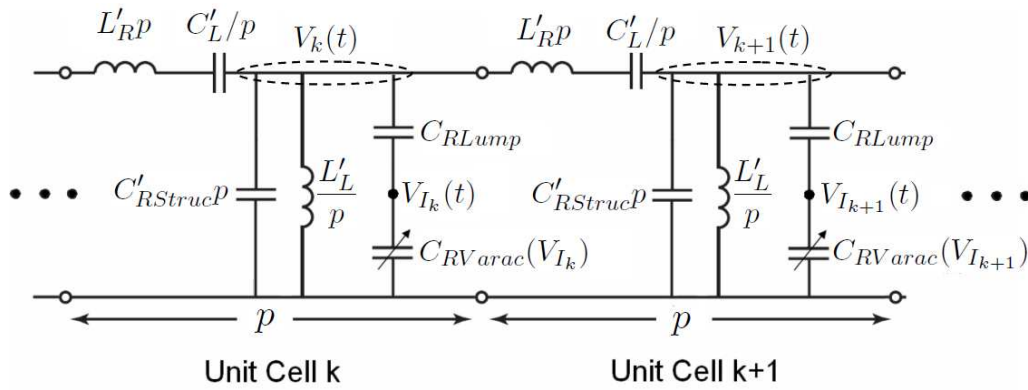 L'_R p C'_L/p V_k(t) L'_R p C'_L/p V_{k+1}(t)
C_{RLump} C_{RLump}
C'_{RStruc}p L'_L/p V_{I_k}(t) C'_{RStruc}p L'_L/p V_{I_{k+1}}(t)
C_{RVarac}(V_{I_k}) C_{RVarac}(V_{I_{k+1}})
p p
Unit Cell k Unit Cell k+1